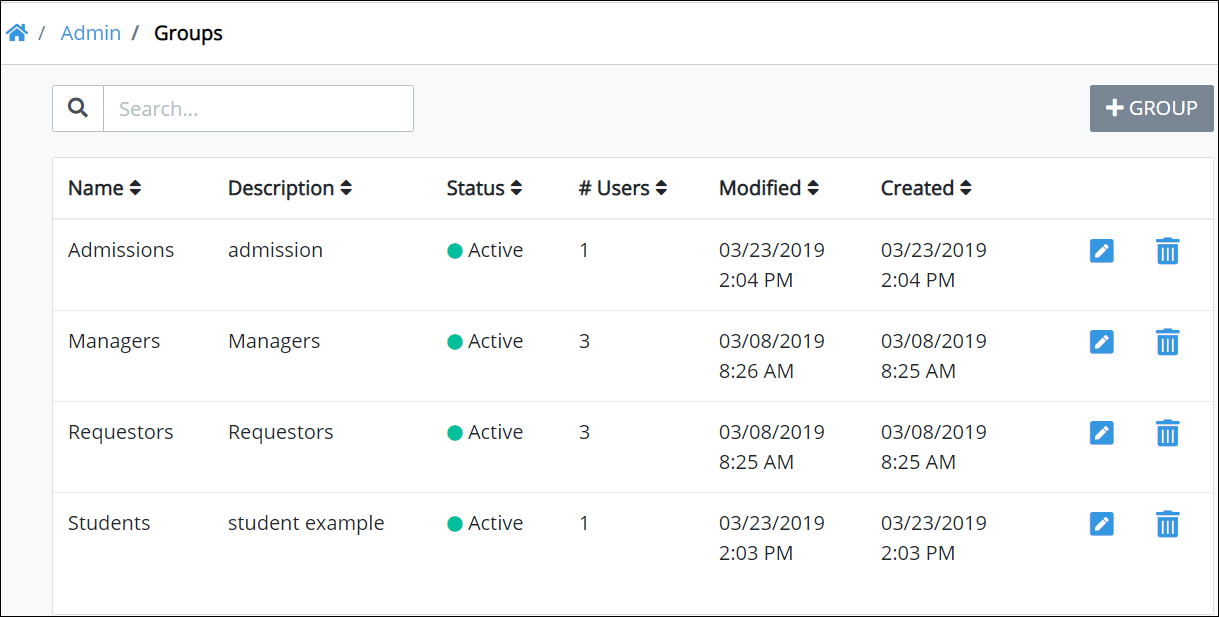 / Admin / Groups
Search...
GROUP
Name Description Status # Users Modified Created
Admissions admission Active 1 03/23/2019 03/23/2019
2:04 PM 2:04 PM
Managers Managers Active 3 03/08/2019 03/08/2019
8:26 AM 8:25 AM
Requestors Requestors Active 3 03/08/2019 03/08/2019
8:25 AM 8:25 AM
Students student example Active 1 03/23/2019 03/23/2019
2:03 PM 2:03 PM